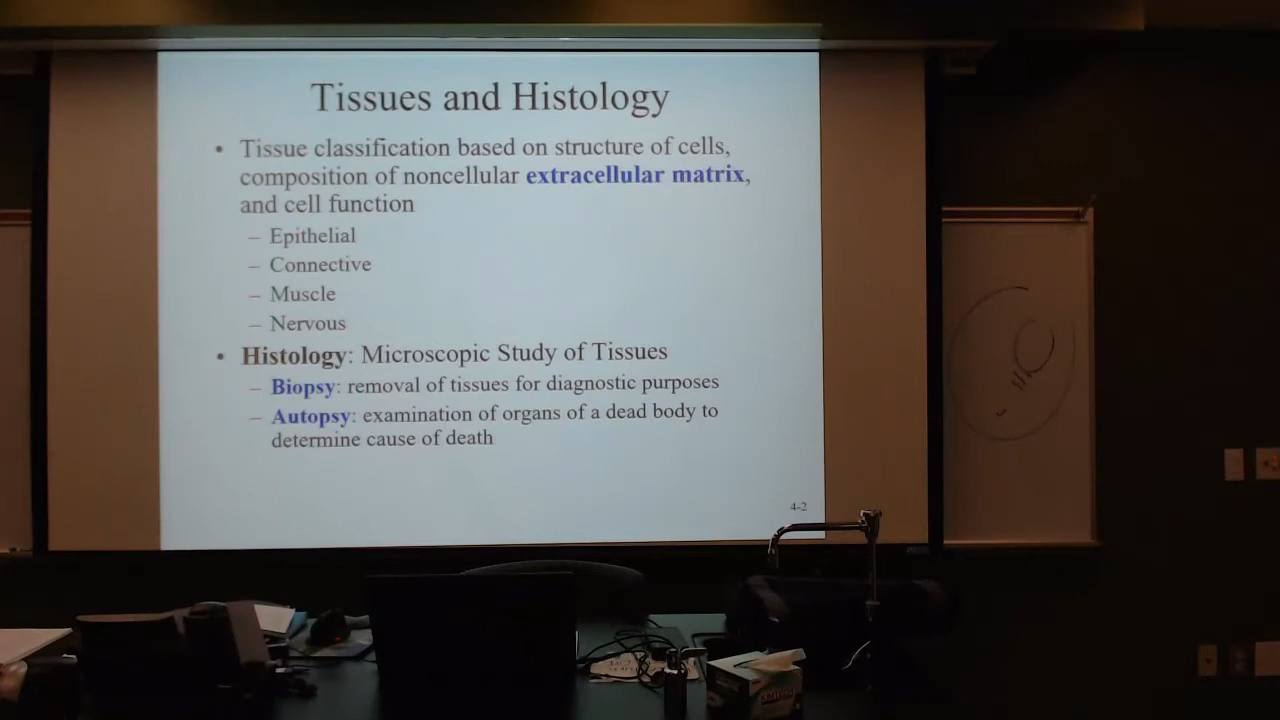 Tissues and Histology
• Tissue classification based on structure of cells,
composition of noncellular extracellular matrix,
and cell function
– Epithelial
– Connective
– Muscle
– Nervous
• Histology: Microscopic Study of Tissues
– Biopsy: removal of tissues for diagnostic purposes
– Autopsy: examination of organs of a dead body to
determine cause of death
4-2